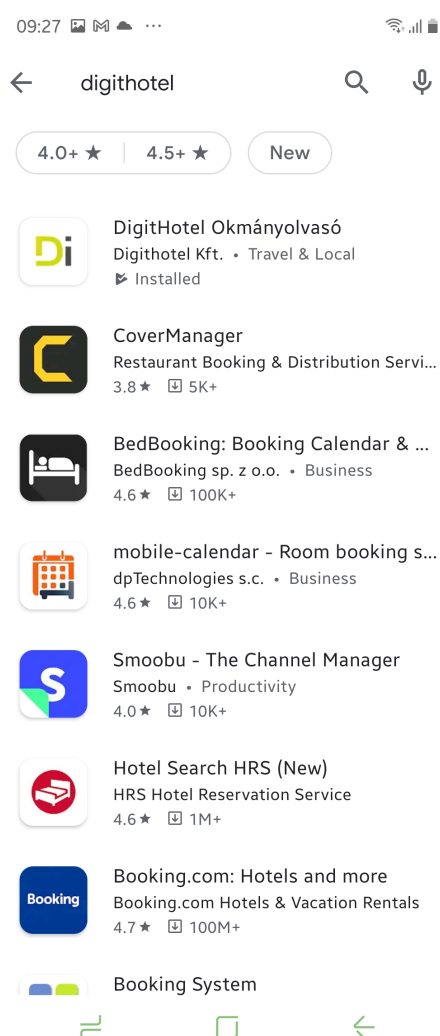 09:27
digithotel
4.0+ ★ 4.5+ ★ New
Di
DigitHotel Okmányolvasó
Digithotel Kft. • Travel & Local
Installed
C
CoverManager
Restaurant Booking & Distribution Servi...
3.8 ★ 5K+
BedBooking: Booking Calendar & ...
BedBooking sp. z o.o. • Business
4.6 ★ 100K+
mobile-calendar - Room booking s...
dpTechnologies s.c. • Business
4.6 ★ 10K+
S
Smoobu - The Channel Manager
Smoobu • Productivity
4.0 ★ 10K+
Hotel Search HRS (New)
HRS Hotel Reservation Service
4.6 ★ 1M+
Booking
Booking.com: Hotels and more
Booking.com Hotels & Vacation Rentals
4.7 ★ 100M+
Booking System